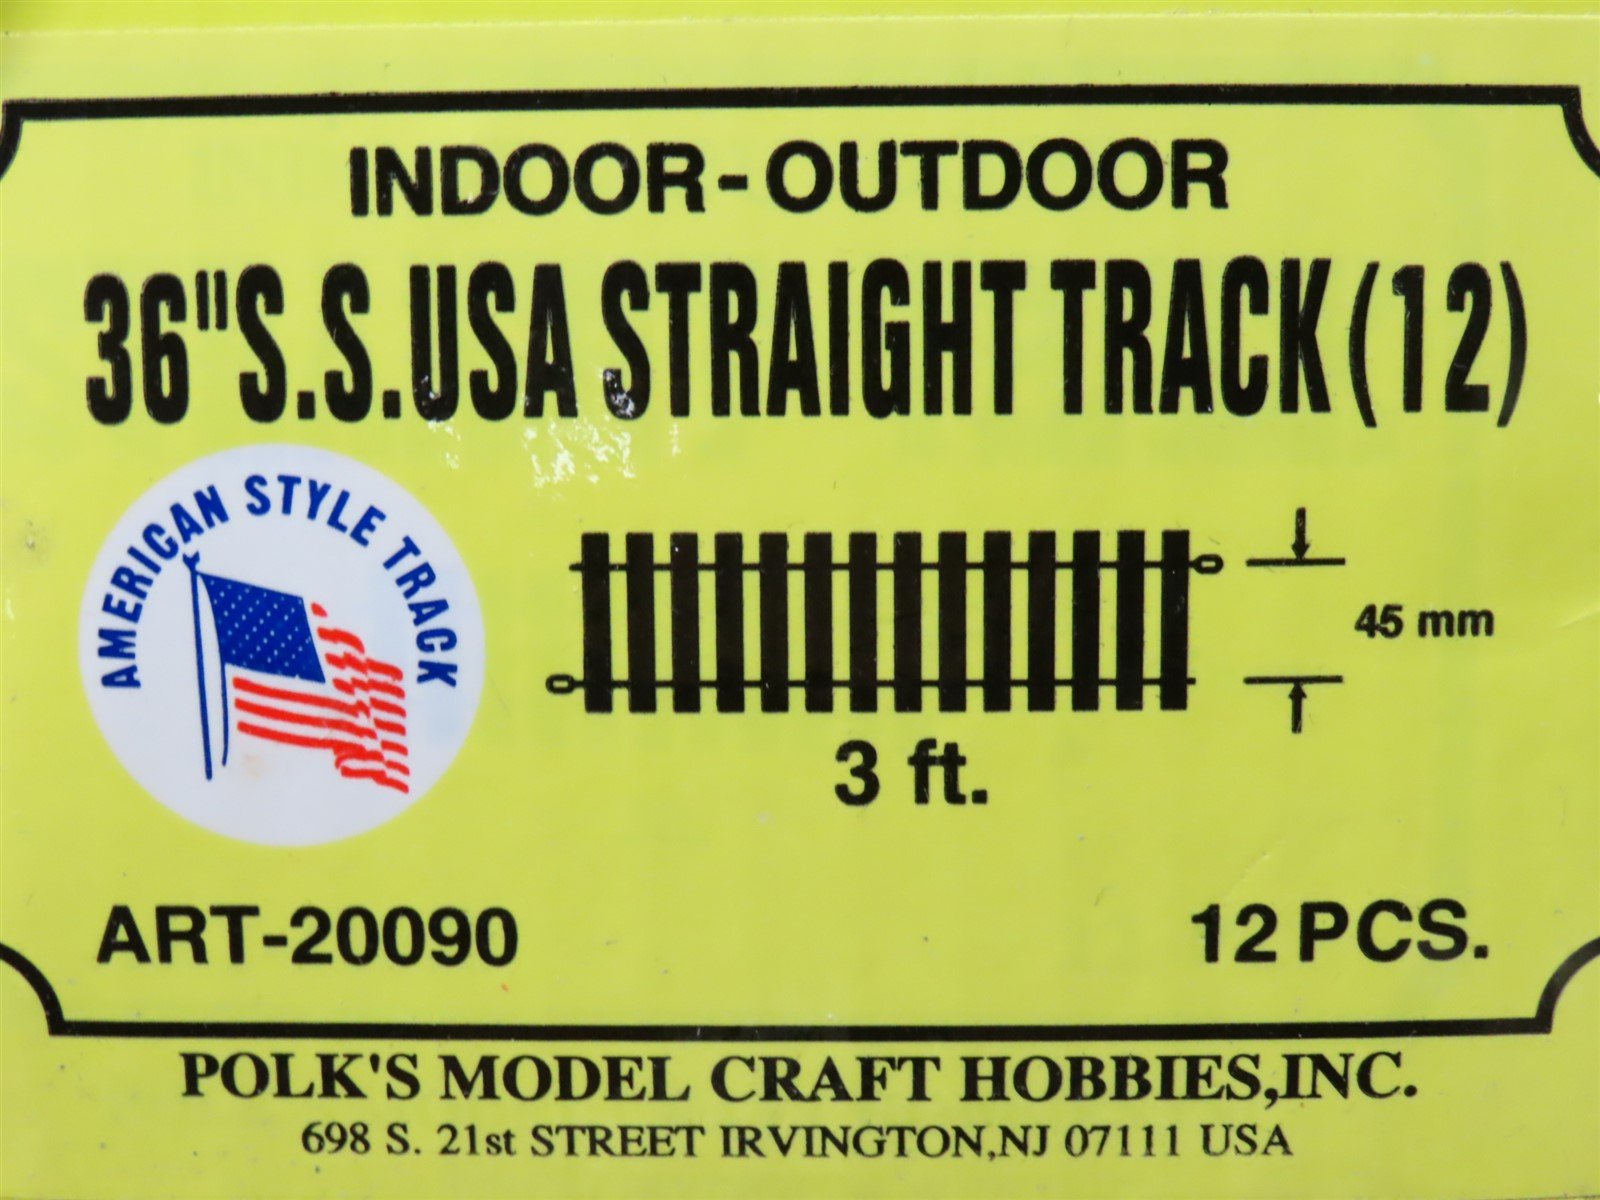 INDOOR-OUTDOOR
36"S.S.USA STRAIGHT TRACK(12)
AMERICAN STYLE TRACK
45 mm
3 ft.
ART-20090
12 PCS.
POLK'S MODEL CRAFT HOBBIES,INC.
698 S. 21st STREET IRVINGTON,NJ 07111 USA